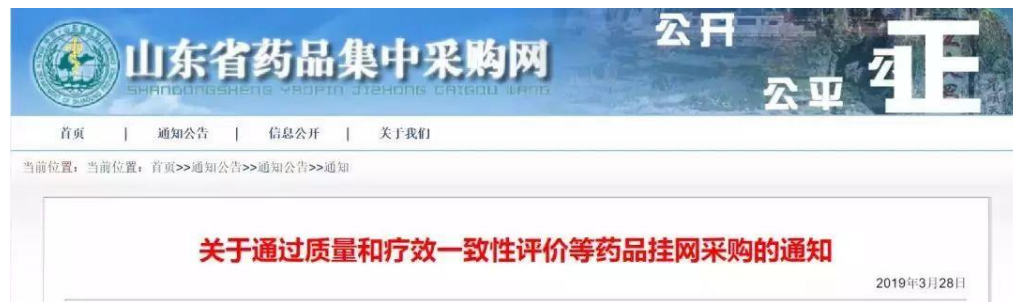 公开
山东省药品集中采购网
SHANDONGSHENG YAOPIN JIZHONG CAIGOU WANG
公平
公正
首页 | 通知公告 | 信息公开 | 关于我们
当前位置：当前位置：首页>>通知公告>>通知公告>>通知
关于通过质量和疗效一致性评价等药品挂网采购的通知
2019年3月28日